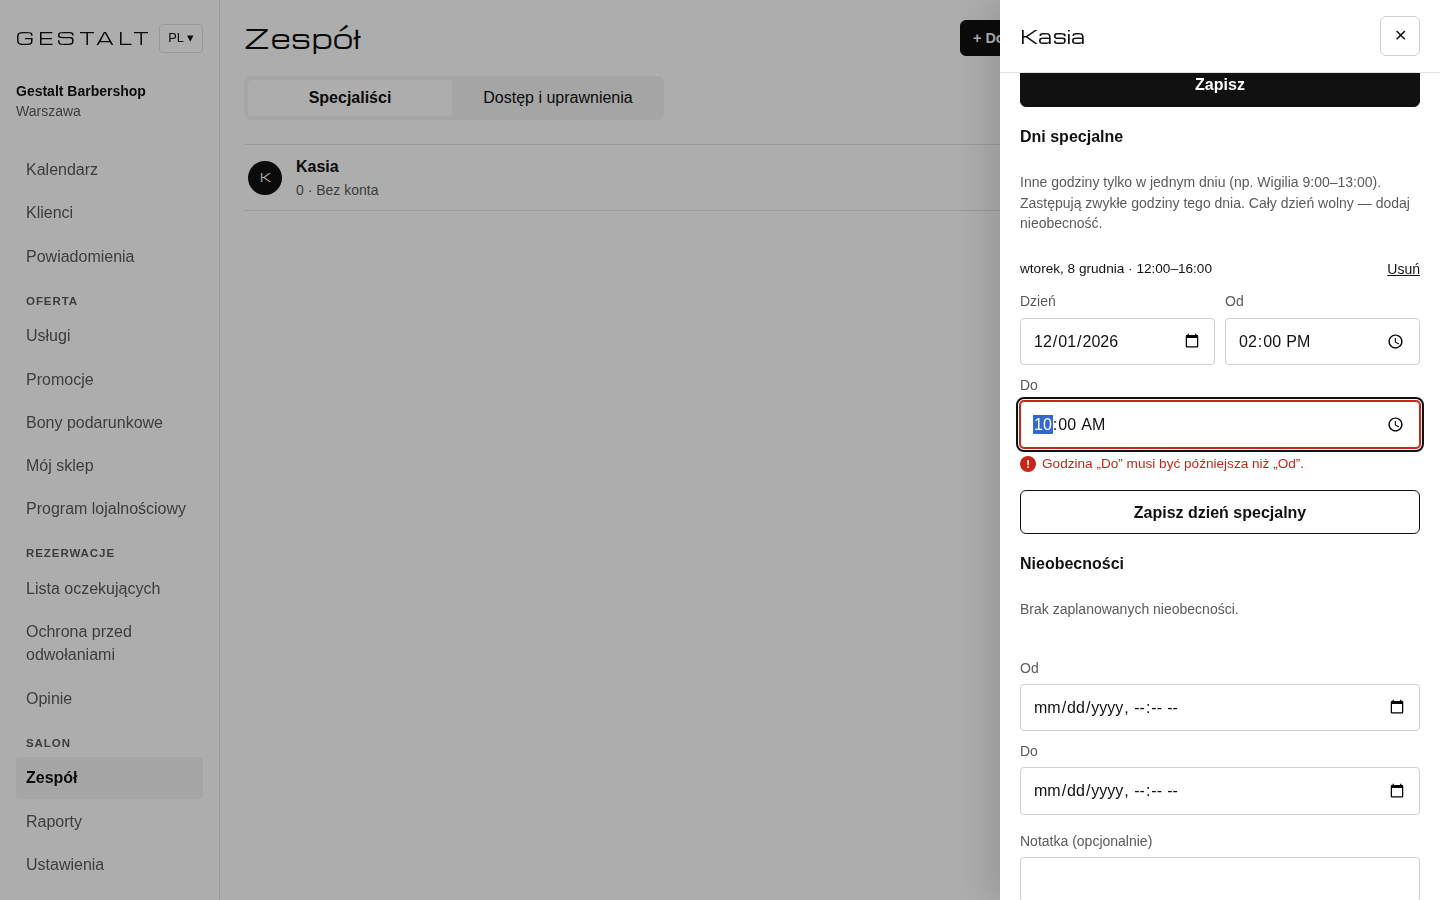 GESTALT
PL ▾
Gestalt Barbershop
Warszawa
Kalendarz
Klienci
Powiadomienia
OFERTA
Usługi
Promocje
Bony podarunkowe
Mój sklep
Program lojalnościowy
REZERWACJE
Lista oczekujących
Ochrona przed
odwołaniami
Opinie
SALON
Zespół
Raporty
Ustawienia
Zespół
Specjaliści
Dostęp i uprawnienia
K
Kasia
0 · Bez konta
Kasia
✕
Zapisz
Dni specjalne
Inne godziny tylko w jednym dniu (np. Wigilia 9:00–13:00).
Zastępują zwykłe godziny tego dnia. Cały dzień wolny — dodaj
nieobecność.
wtorek, 8 grudnia · 12:00–16:00
Usuń
Dzień
Od
12/01/2026
02:00 PM
Do
10:00 AM
! Godzina „Do” musi być późniejsza niż „Od”.
Zapisz dzień specjalny
Nieobecności
Brak zaplanowanych nieobecności.
Od
mm/dd/yyyy, --:-- --
Do
mm/dd/yyyy, --:-- --
Notatka (opcjonalnie)